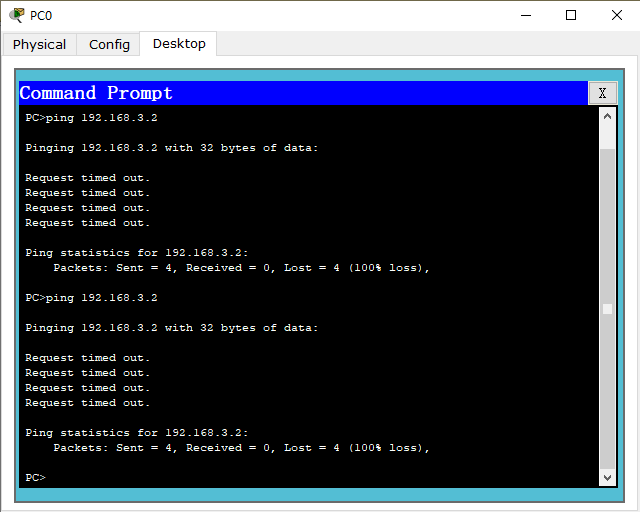 PC0
Physical Config Desktop
Command Prompt X
PC>ping 192.168.3.2
Pinging 192.168.3.2 with 32 bytes of data:
Request timed out.
Request timed out.
Request timed out.
Request timed out.
Ping statistics for 192.168.3.2:
    Packets: Sent = 4, Received = 0, Lost = 4 (100% loss),
PC>ping 192.168.3.2
Pinging 192.168.3.2 with 32 bytes of data:
Request timed out.
Request timed out.
Request timed out.
Request timed out.
Ping statistics for 192.168.3.2:
    Packets: Sent = 4, Received = 0, Lost = 4 (100% loss),
PC>